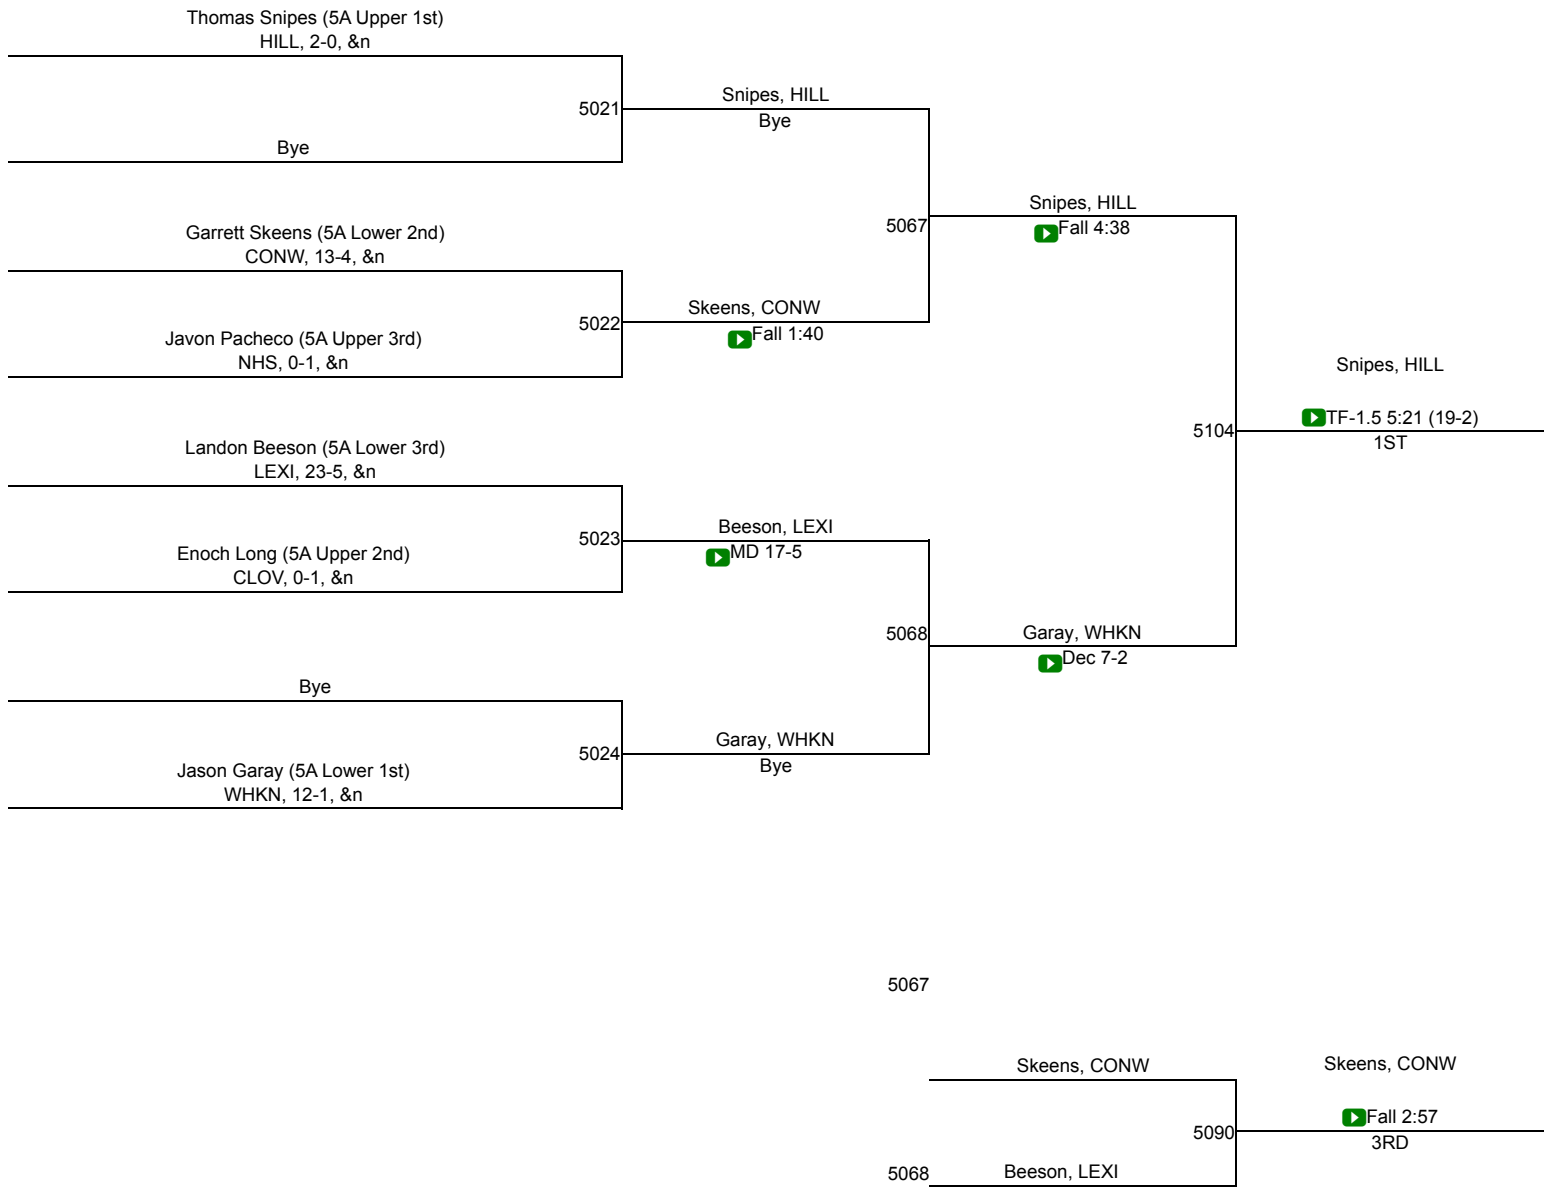 Thomas Snipes (5A Upper 1st)
HILL, 2-0, &n
5021
Snipes, HILL
Bye
Bye
Garrett Skeens (5A Lower 2nd)
CONW, 13-4, &n
5067
Snipes, HILL
Fall 4:38
5022
Skeens, CONW
Fall 1:40
Javon Pacheco (5A Upper 3rd)
NHS, 0-1, &n
Snipes, HILL
5104
TF-1.5 5:21 (19-2)
1ST
Landon Beeson (5A Lower 3rd)
LEXI, 23-5, &n
5023
Beeson, LEXI
MD 17-5
Enoch Long (5A Upper 2nd)
CLOV, 0-1, &n
5068
Garay, WHKN
Dec 7-2
Bye
5024
Garay, WHKN
Bye
Jason Garay (5A Lower 1st)
WHKN, 12-1, &n
5067
Skeens, CONW
Skeens, CONW
5090
Fall 2:57
3RD
5068
Beeson, LEXI